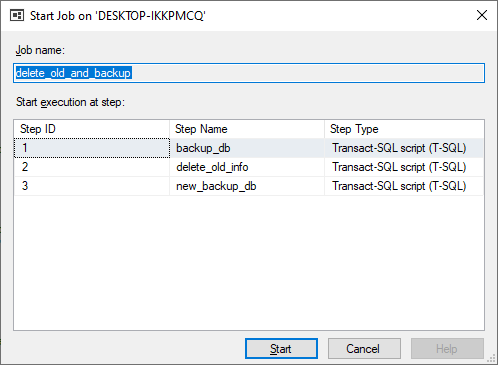 Start Job on 'DESKTOP-IKKPMCQ'
Job name:
delete_old_and_backup
Start execution at step:
Step ID Step Name Step Type
1 backup_db Transact-SQL script (T-SQL)
2 delete_old_info Transact-SQL script (T-SQL)
3 new_backup_db Transact-SQL script (T-SQL)
Start Cancel Help